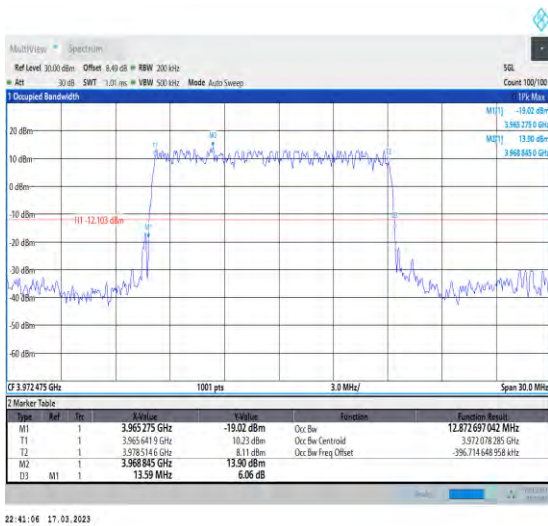 MultiView Spectrum
Ref Level 30.00 dBm Offset 8.49 dB RBW 200 kHz SGL
Att 30 dB SWT 1.01 ms VBW 500 kHz Mode Auto Sweep Count 100/100
1 Occupied Bandwidth 1Pk Max
M1[1] -19.02 dBm
3.965 275 0 GHz
20 dBm M2[1] 13.90 dBm
3.968 845 0 GHz
M2
T1 T2
10 dBm
0 dBm
-10 dBm
H1 -12.103 dBm
M1
-20 dBm
-30 dBm
-40 dBm
-50 dBm
-60 dBm
CF 3.972 475 GHz 1001 pts 3.0 MHz/ Span 30.0 MHz
2 Marker Table
Type Ref Trc X-Value Y-Value Function Function Result
M1 1 3.965 275 GHz -19.02 dBm Occ Bw 12.872 697 042 MHz
T1 1 3.965 641 9 GHz 10.23 dBm Occ Bw Centroid 3.972 078 285 GHz
T2 1 3.978 514 6 GHz 8.11 dBm Occ Bw Freq Offset -396.714 648 958 kHz
M2 1 3.968 845 GHz 13.90 dBm
D3 M1 1 13.59 MHz 6.06 dB
22:41:06 17.03.2023